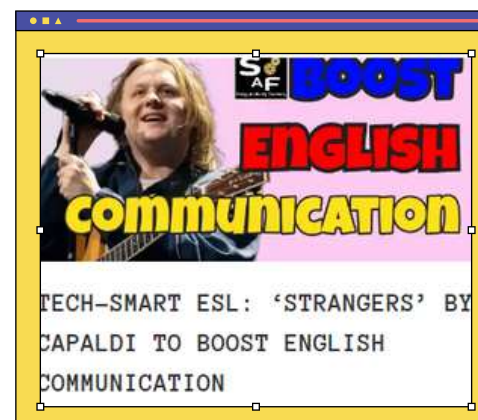 S AF
BOOST
ENGLISH
COMMUNICATION
TECH-SMART ESL: ‘STRANGERS’ BY
CAPALDI TO BOOST ENGLISH
COMMUNICATION